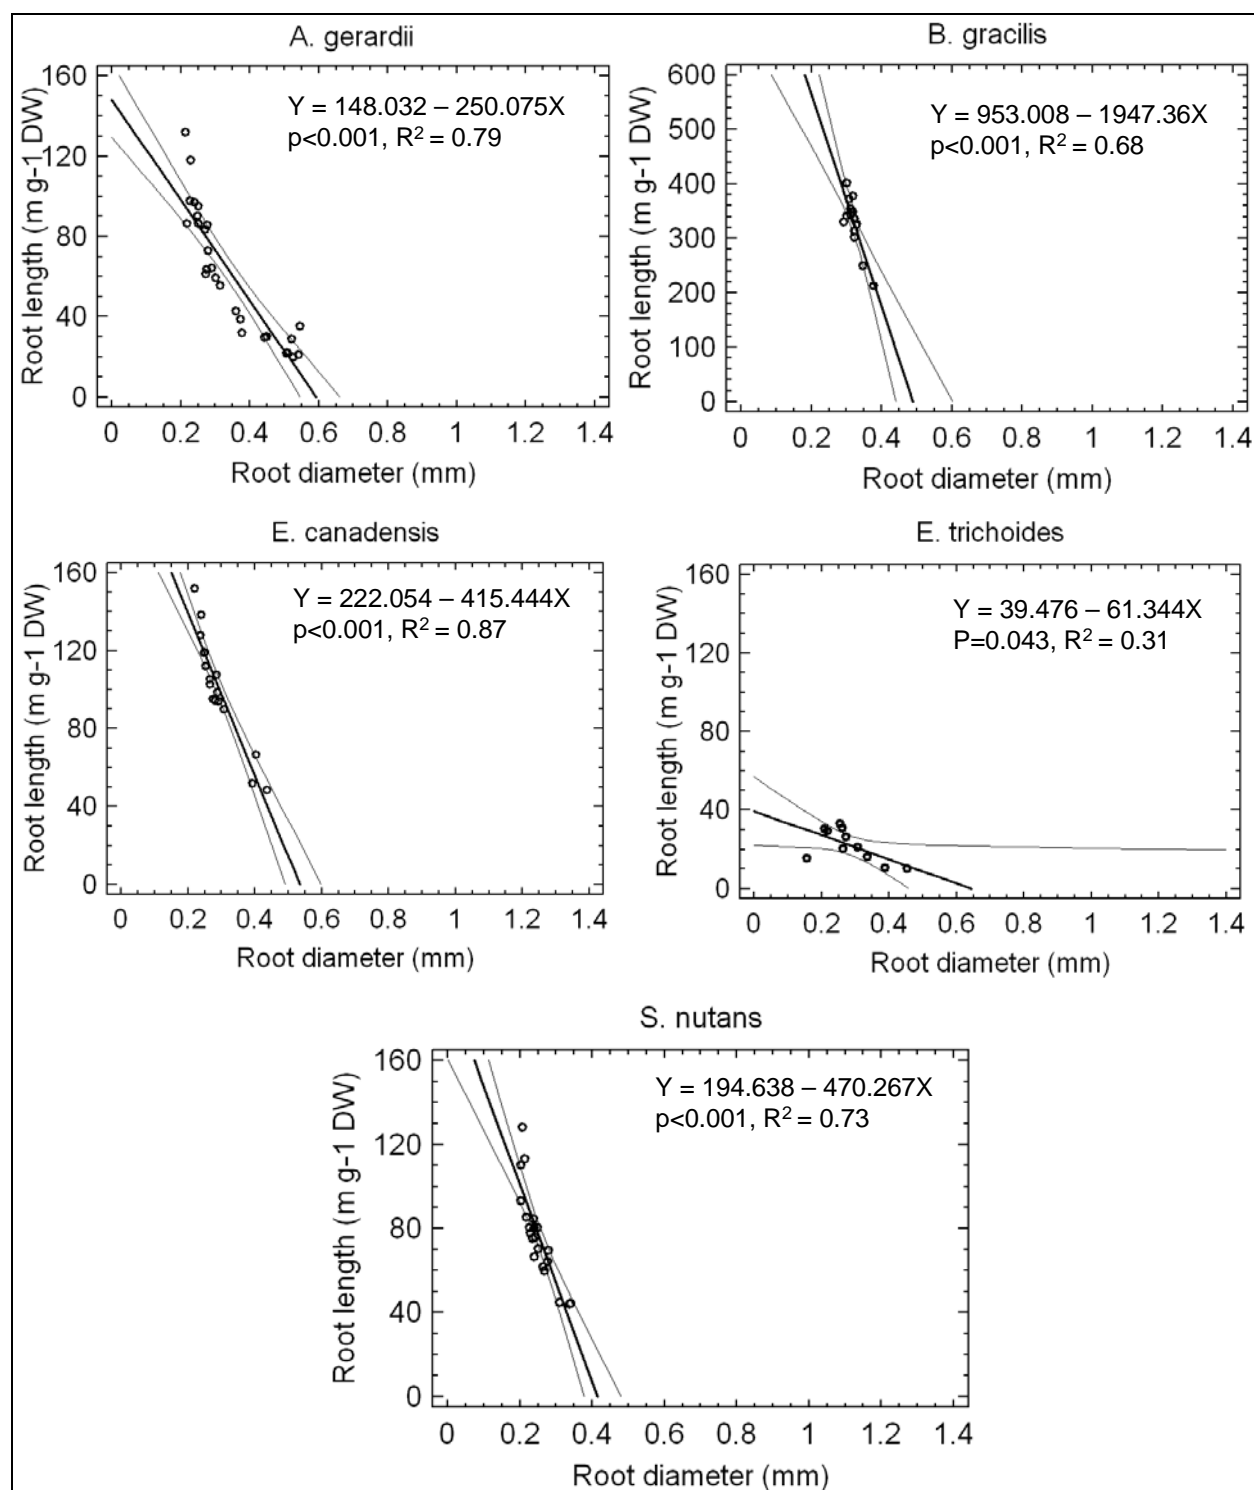 A. gerardii
Y = 148.032 – 250.075X
p<0.001, R² = 0.79
Root length (m g-1 DW)
160
120
80
40
0
0 0.2 0.4 0.6 0.8 1 1.2 1.4
Root diameter (mm)
B. gracilis
Y = 953.008 – 1947.36X
p<0.001, R² = 0.68
Root length (m g-1 DW)
600
500
400
300
200
100
0
0 0.2 0.4 0.6 0.8 1 1.2 1.4
Root diameter (mm)
E. canadensis
Y = 222.054 – 415.444X
p<0.001, R² = 0.87
Root length (m g-1 DW)
160
120
80
40
0
0 0.2 0.4 0.6 0.8 1 1.2 1.4
Root diameter (mm)
E. trichoides
Y = 39.476 – 61.344X
P=0.043, R² = 0.31
Root length (m g-1 DW)
160
120
80
40
0
0 0.2 0.4 0.6 0.8 1 1.2 1.4
Root diameter (mm)
S. nutans
Y = 194.638 – 470.267X
p<0.001, R² = 0.73
Root length (m g-1 DW)
160
120
80
40
0
0 0.2 0.4 0.6 0.8 1 1.2 1.4
Root diameter (mm)